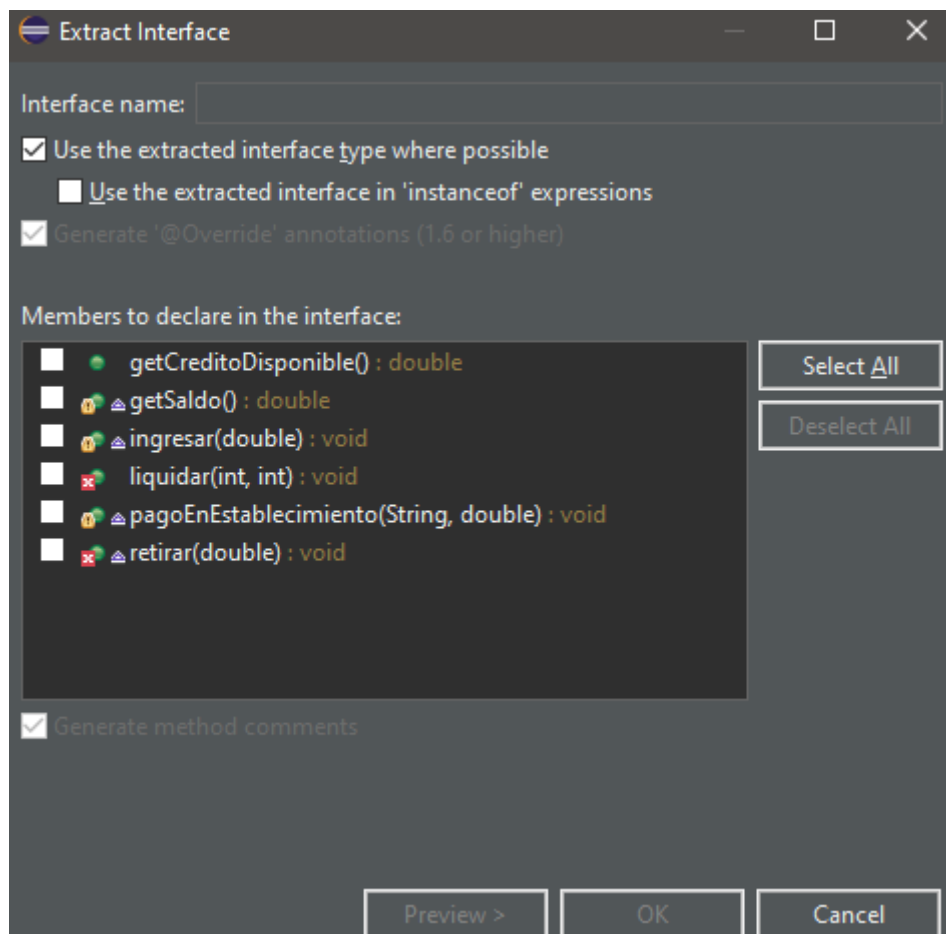 Extract Interface
Interface name:
Use the extracted interface type where possible
Use the extracted interface in 'instanceof' expressions
Generate '@Override' annotations (1.6 or higher)
Members to declare in the interface:
getCreditoDisponible() : double
Select All
getSaldo() : double
Deselect All
ingresar(double) : void
liquidar(int, int) : void
pagoEnEstablecimiento(String, double) : void
retirar(double) : void
Generate method comments
Preview >
OK
Cancel